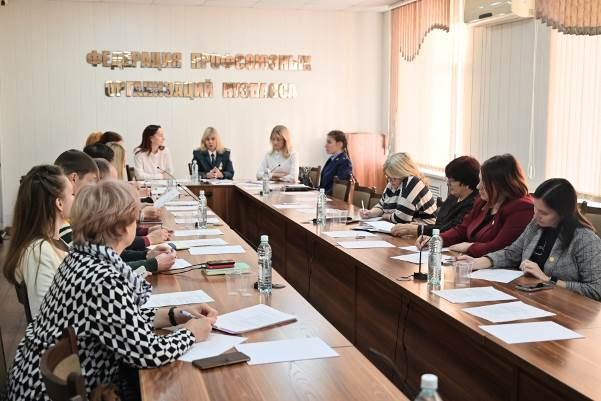 ФЕДЕРАЦИЯ ПРОФСОЮЗНЫХ
ОРГАНИЗАЦИЙ КУЗБАССА